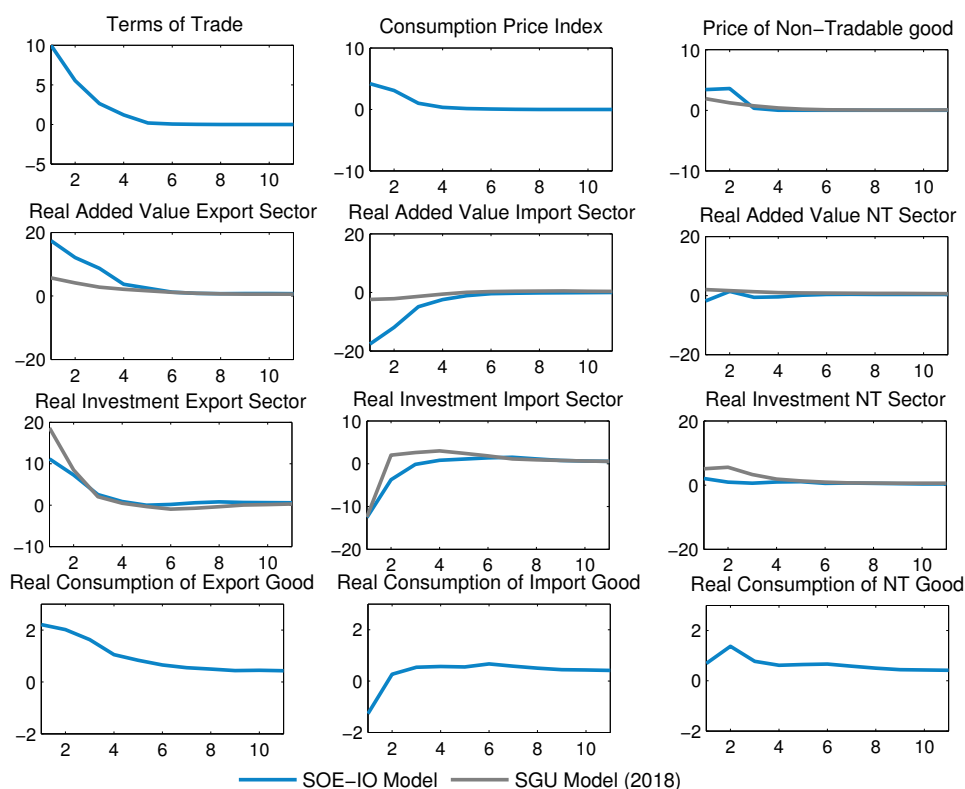 Terms of Trade
Consumption Price Index
Price of Non−Tradable good
10
5
0
−5
2 4 6 8 10
10
0
−10
2 4 6 8 10
10
0
−10
2 4 6 8 10
Real Added Value Export Sector
Real Added Value Import Sector
Real Added Value NT Sector
20
0
−20
2 4 6 8 10
20
0
−20
2 4 6 8 10
20
0
−20
2 4 6 8 10
Real Investment Export Sector
Real Investment Import Sector
Real Investment NT Sector
20
10
0
−10
2 4 6 8 10
10
0
−10
−20
2 4 6 8 10
20
0
−20
2 4 6 8 10
Real Consumption of Export Good
Real Consumption of Import Good
Real Consumption of NT Good
2
0
−2
2 4 6 8 10
2
0
−2
2 4 6 8 10
2
0
−2
2 4 6 8 10
SOE−IO Model
SGU Model (2018)